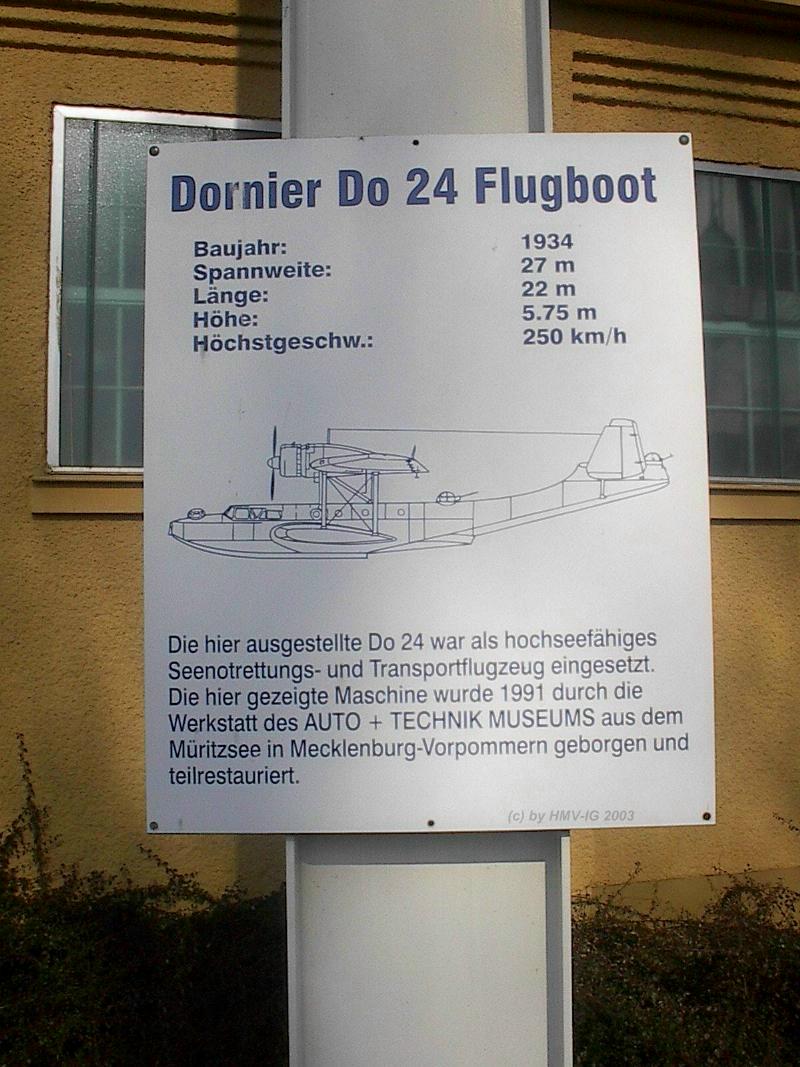 Dornier Do 24 Flugboot
Baujahr: 1934
Spannweite: 27 m
Länge: 22 m
Höhe: 5.75 m
Höchstgeschw.: 250 km/h
Die hier ausgestellte Do 24 war als hochseefähiges
Seenotrettungs- und Transportflugzeug eingesetzt.
Die hier gezeigte Maschine wurde 1991 durch die
Werkstatt des AUTO + TECHNIK MUSEUMS aus dem
Müritzsee in Mecklenburg-Vorpommern geborgen und
teilrestauriert.
(c) by HMV-IG 2003